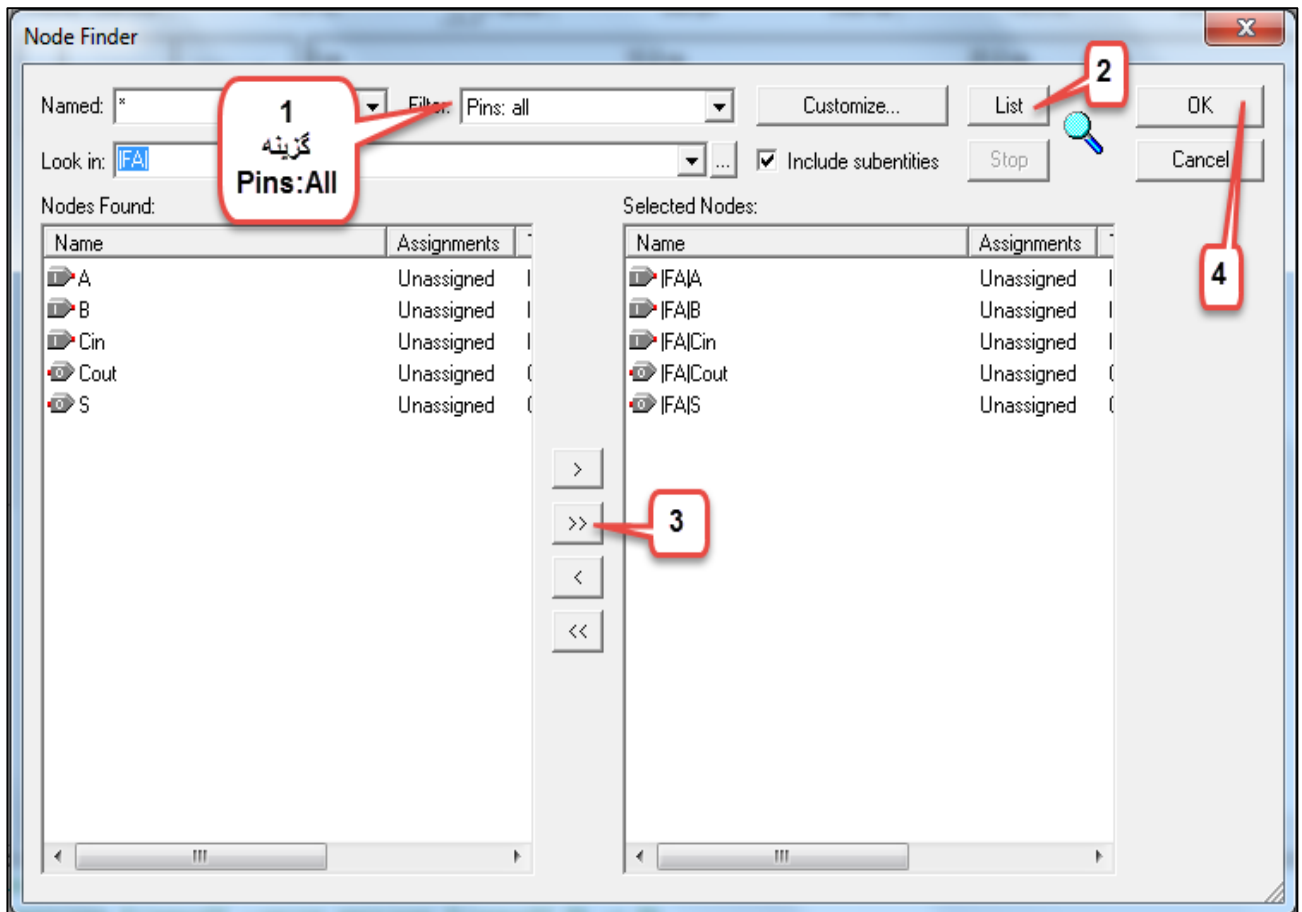 Node Finder
Named: * Filter: Pins: all Customize... List OK
2
1
گزینه
Pins:All
Look in: |FA| ... Include subentities Stop Cancel
Nodes Found: Selected Nodes:
Name Assignments Name Assignments
A Unassigned I |FA|A Unassigned I
B Unassigned I |FA|B Unassigned I
Cin Unassigned I |FA|Cin Unassigned I
Cout Unassigned |FA|Cout Unassigned
S Unassigned |FA|S Unassigned
4
>
>>
3
<
<<